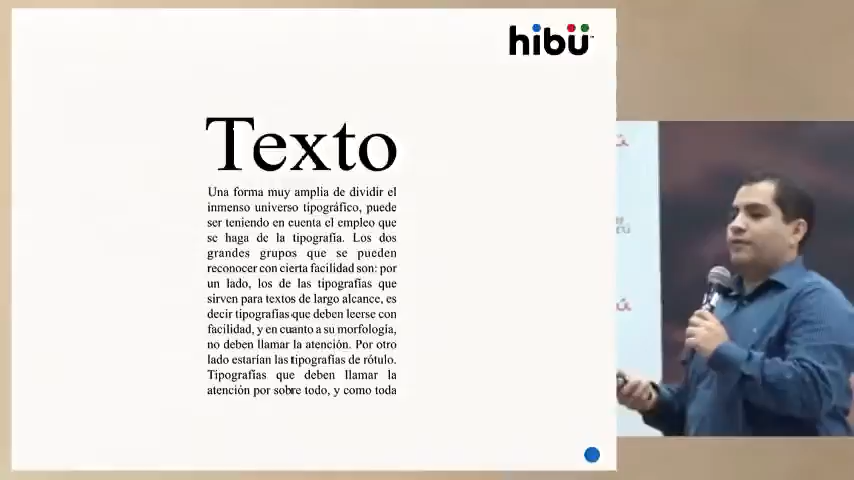 hibü
Texto
Una forma muy amplia de dividir el
inmenso universo tipográfico, puede
ser teniendo en cuenta el empleo que
se haga de la tipografía. Los dos
grandes grupos que se pueden
reconocer con cierta facilidad son: por
un lado, los de las tipografías que
sirven para textos de largo alcance, es
decir tipografias que deben leerse con
facilidad, y en cuanto a su morfología,
no deben llamar la atención. Por otro
lado estarían las tipografías de rótulo.
Tipografías que deben llamar la
atención por sobre todo, y como toda